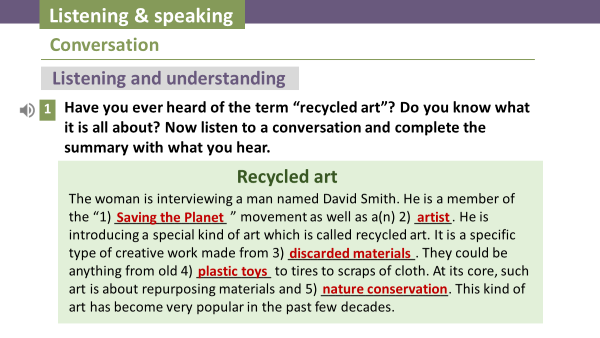 Listening & speaking
Conversation
Listening and understanding
1 Have you ever heard of the term “recycled art”? Do you know what
it is all about? Now listen to a conversation and complete the
summary with what you hear.
Recycled art
The woman is interviewing a man named David Smith. He is a member of
the “1) Saving the Planet ” movement as well as a(n) 2) artist. He is
introducing a special kind of art which is called recycled art. It is a specific
type of creative work made from 3) discarded materials . They could be
anything from old 4) plastic toys to tires to scraps of cloth. At its core, such
art is about repurposing materials and 5) nature conservation. This kind of
art has become very popular in the past few decades.